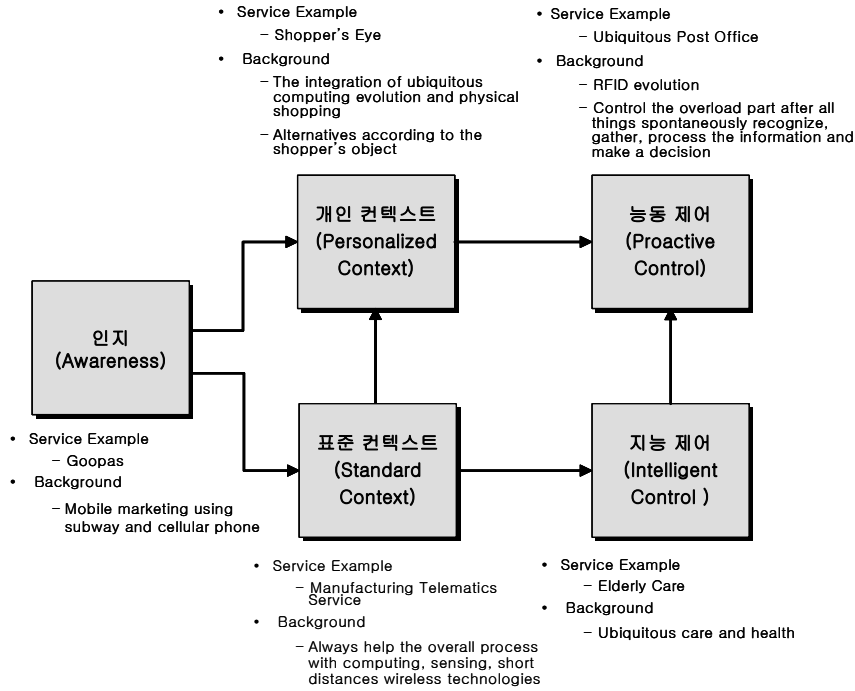 • Service Example
– Shopper's Eye
• Background
– The integration of ubiquitous
computing evolution and physical
shopping
– Alternatives according to the
shopper's object
• Service Example
– Ubiquitous Post Office
• Background
– RFID evolution
– Control the overload part after all
things spontaneously recognize,
gather, process the information and
make a decision
개인 컨텍스트
(Personalized
Context)
능동 제어
(Proactive
Control)
인지
(Awareness)
• Service Example
– Goopas
• Background
– Mobile marketing using
subway and cellular phone
표준 컨텍스트
(Standard
Context)
지능 제어
(Intelligent
Control )
• Service Example
– Manufacturing Telematics
Service
• Background
– Always help the overall process
with computing, sensing, short
distances wireless technologies
• Service Example
– Elderly Care
• Background
– Ubiquitous care and health